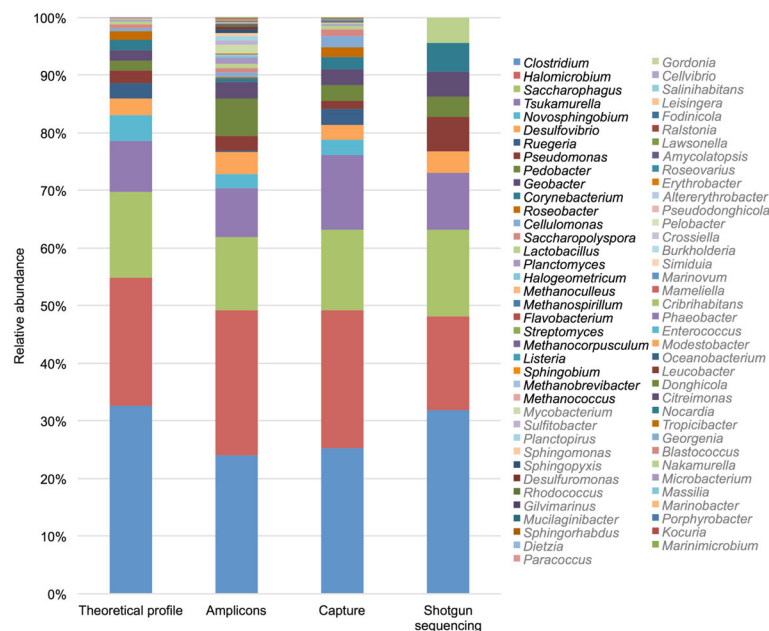 100%
90%
80%
70%
60%
50%
40%
30%
20%
10%
0%
Relative abundance
Theoretical profile
Amplicons
Capture
Shotgun
sequencing
Clostridium
Halomicrobium
Saccharophagus
Tsukamurella
Novosphingobium
Desulfovibrio
Ruegeria
Pseudomonas
Pedobacter
Geobacter
Corynebacterium
Roseobacter
Cellulomonas
Saccharopolyspora
Lactobacillus
Planctomyces
Halogeometricum
Methanoculleus
Methanospirillum
Flavobacterium
Streptomyces
Methanocorpusculum
Listeria
Sphingobium
Methanobrevibacter
Methanococcus
Mycobacterium
Sulfitobacter
Planctopirus
Sphingomonas
Sphingopyxis
Desulfuromonas
Rhodococcus
Gilvimarinus
Mucilaginibacter
Sphingorhabdus
Dietzia
Paracoccus
Gordonia
Cellvibrio
Salinihabitans
Leisingera
Fodinicola
Ralstonia
Lawsonella
Amycolatopsis
Roseovarius
Erythrobacter
Altererythrobacter
Pseudodonghicola
Pelobacter
Crossiella
Burkholderia
Simiduia
Marinovum
Mameliella
Cribrihabitans
Phaeobacter
Enterococcus
Modestobacter
Oceanobacterium
Leucobacter
Donghicola
Citreimonas
Nocardia
Tropicibacter
Georgenia
Blastococcus
Nakamurella
Microbacterium
Massilia
Marinobacter
Porphyrobacter
Kocuria
Marinimicrobium